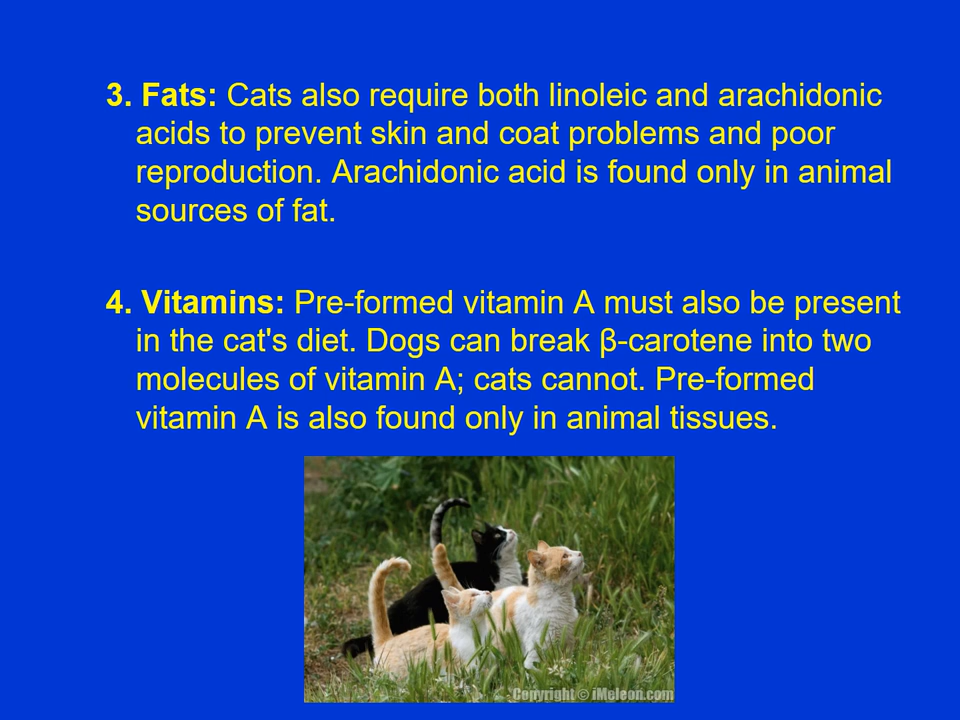 3. Fats: Cats also require both linoleic and arachidonic
acids to prevent skin and coat problems and poor
reproduction. Arachidonic acid is found only in animal
sources of fat.
4. Vitamins: Pre-formed vitamin A must also be present
in the cat's diet. Dogs can break β-carotene into two
molecules of vitamin A; cats cannot. Pre-formed
vitamin A is also found only in animal tissues.
Copyright © iMeleon.com